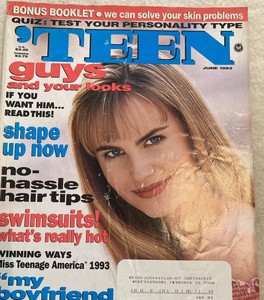 BONUS BOOKLET • we can solve your skin problems
QUIZ: TEST YOUR PERSONALITY TYPE
'TEEN
JUNE 1993
guys
and your looks
IF YOU
WANT HIM...
READ THIS!
shape
up now
no-
hassle
hair tips
swimsuits!
what's really hot
WINNING WAYS
Miss Teenage America 1993
"my
boyfriend